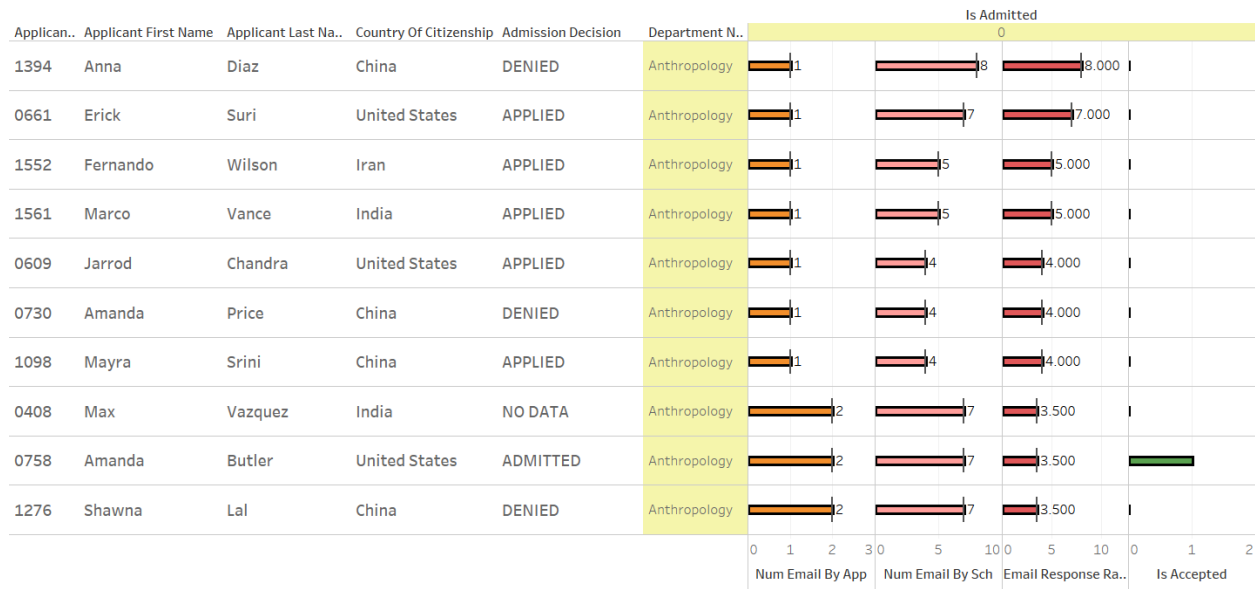 Is Admitted
Applican.. Applicant First Name Applicant Last Na.. Country Of Citizenship Admission Decision Department N.. 0
1394 Anna Diaz China DENIED Anthropology 1 8 8.000
0661 Erick Suri United States APPLIED Anthropology 1 7 7.000
1552 Fernando Wilson Iran APPLIED Anthropology 1 5 5.000
1561 Marco Vance India APPLIED Anthropology 1 5 5.000
0609 Jarrod Chandra United States APPLIED Anthropology 1 4 4.000
0730 Amanda Price China DENIED Anthropology 1 4 4.000
1098 Mayra Srini China APPLIED Anthropology 1 4 4.000
0408 Max Vazquez India NO DATA Anthropology 2 7 3.500
0758 Amanda Butler United States ADMITTED Anthropology 2 7 3.500
1276 Shawna Lal China DENIED Anthropology 2 7 3.500
0 1 2 3 0 5 10 0 5 10 0 1 2
Num Email By App Num Email By Sch Email Response Ra.. Is Accepted